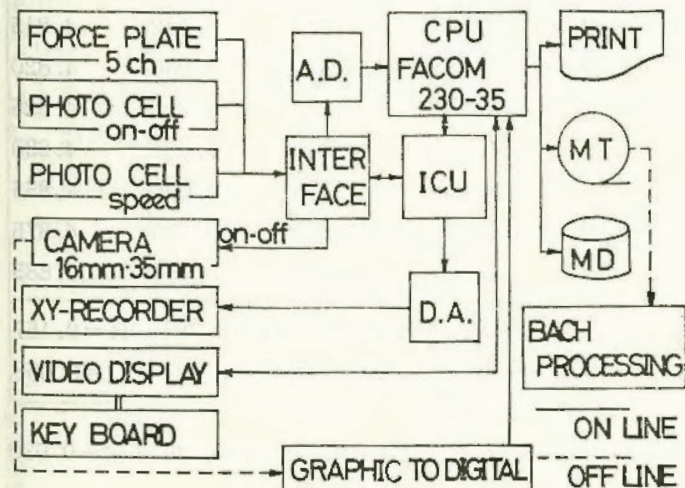 FORCE PLATE
5 ch
PHOTO CELL
on-off
PHOTO CELL
speed
CAMERA
16mm·35mm
on-off
XY-RECORDER
VIDEO DISPLAY
KEY BOARD
A.D.
INTER
FACE
CPU
FACOM
230-35
ICU
D.A.
GRAPHIC TO DIGITAL
PRINT
MT
MD
BACH
PROCESSING
ON LINE
OFF LINE